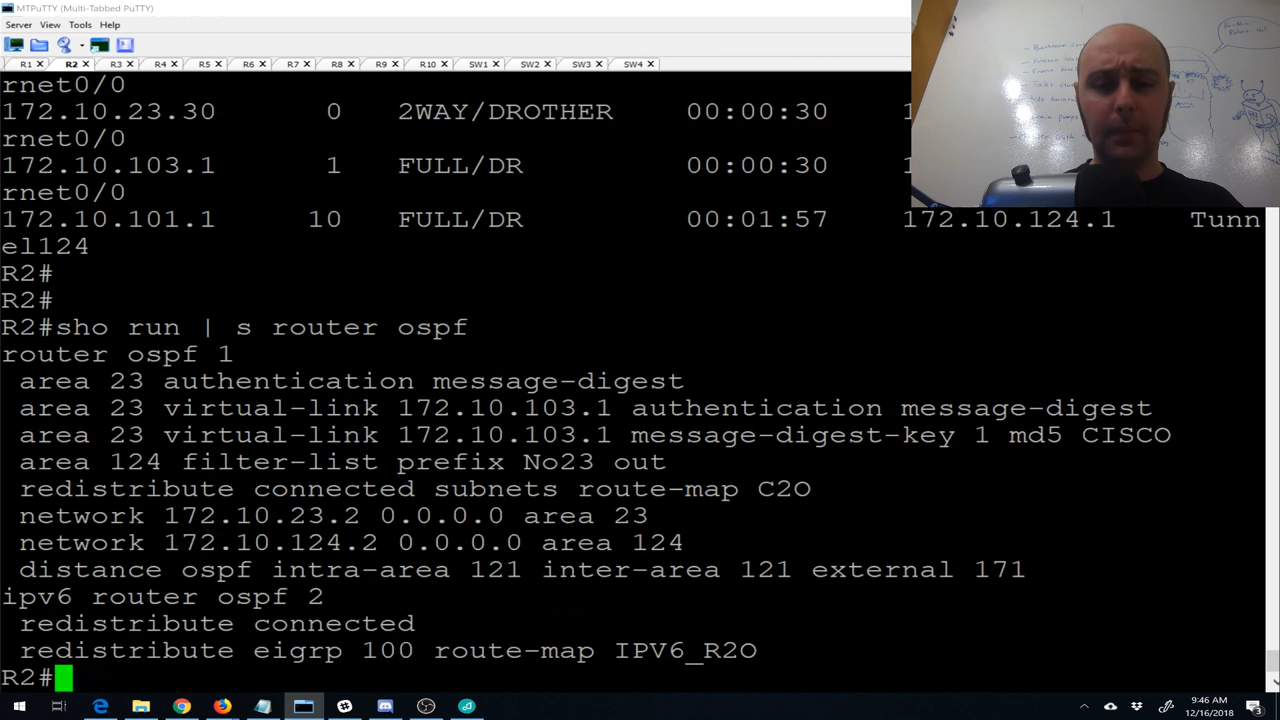 MTPuTTY (Multi-Tabbed PuTTY)
Server View Tools Help
R1 R2 R3 R4 R5 R6 R7 R8 R9 R10 SW1 SW2 SW3 SW4
rnet0/0
172.10.23.30 0 2WAY/DROTHER 00:00:30 1
rnet0/0
172.10.103.1 1 FULL/DR 00:00:30 1
rnet0/0
172.10.101.1 10 FULL/DR 00:01:57 172.10.124.1 Tunn
el124
R2#
R2#
R2#sho run | s router ospf
router ospf 1
area 23 authentication message-digest
area 23 virtual-link 172.10.103.1 authentication message-digest
area 23 virtual-link 172.10.103.1 message-digest-key 1 md5 CISCO
area 124 filter-list prefix No23 out
redistribute connected subnets route-map C2O
network 172.10.23.2 0.0.0.0 area 23
network 172.10.124.2 0.0.0.0 area 124
distance ospf intra-area 121 inter-area 121 external 171
ipv6 router ospf 2
redistribute connected
redistribute eigrp 100 route-map IPV6_R2O
R2#
9:46 AM
12/16/2018
3